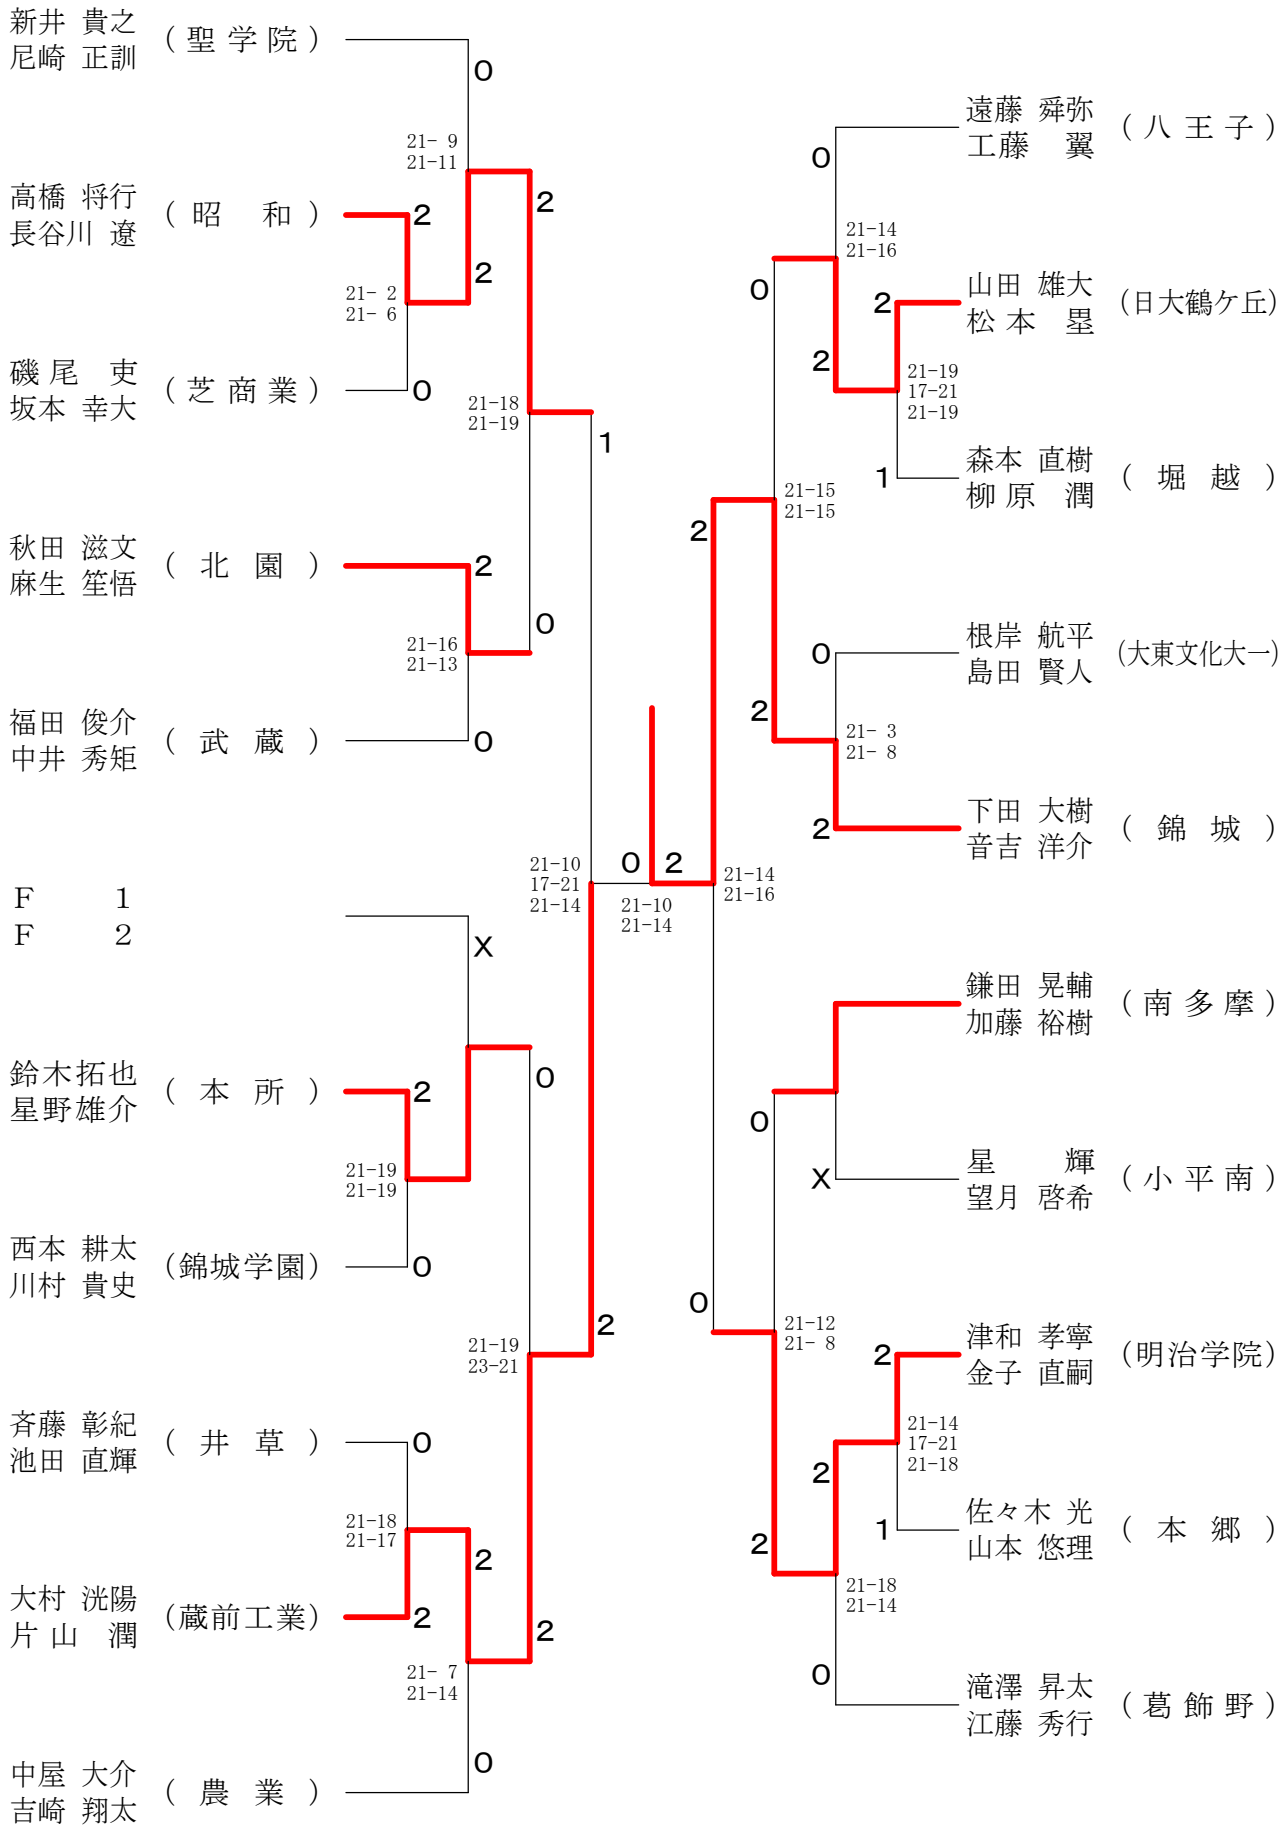 新井 貴之
尼崎 正訓
(聖学院)
0
21- 9
21-11
高橋 将行
長谷川 遼
(昭 和)
2
2
2
21- 2
21- 6
磯尾 吏
坂本 幸大
(芝商業)
0
21-18
21-19
1
秋田 滋文
麻生 笙悟
(北 園)
2
0
21-16
21-13
福田 俊介
中井 秀矩
(武 蔵)
0
F 1
F 2
X
21-10
17-21
21-14
鈴木拓也
星野雄介
(本 所)
2
0
21-19
21-19
西本 耕太
川村 貴史
(錦城学園)
0
2
21-19
23-21
斉藤 彰紀
池田 直輝
(井 草)
0
21-18
21-17
2
大村 洸陽
片山 潤
(蔵前工業)
2
2
21- 7
21-14
中屋 大介
吉崎 翔太
(農 業)
0
0 2
21-10
21-14
遠藤 舜弥
工藤 翼
(八王子)
0
21-14
21-16
0
山田 雄大
松本 塁
(日大鶴ケ丘)
2
2
21-19
17-21
21-19
森本 直樹
柳原 潤
(堀 越)
1
21-15
21-15
2
根岸 航平
島田 賢人
(大東文化大一)
0
2
21- 3
21- 8
下田 大樹
音吉 洋介
(錦 城)
2
21-14
21-16
鎌田 晃輔
加藤 裕樹
(南多摩)
0
星 輝
望月 啓希
(小平南)
X
0
21-12
21- 8
津和 孝寧
金子 直嗣
(明治学院)
2
21-14
17-21
21-18
2
佐々木 光
山本 悠理
(本 郷)
1
2
21-18
21-14
滝澤 昇太
江藤 秀行
(葛飾野)
0